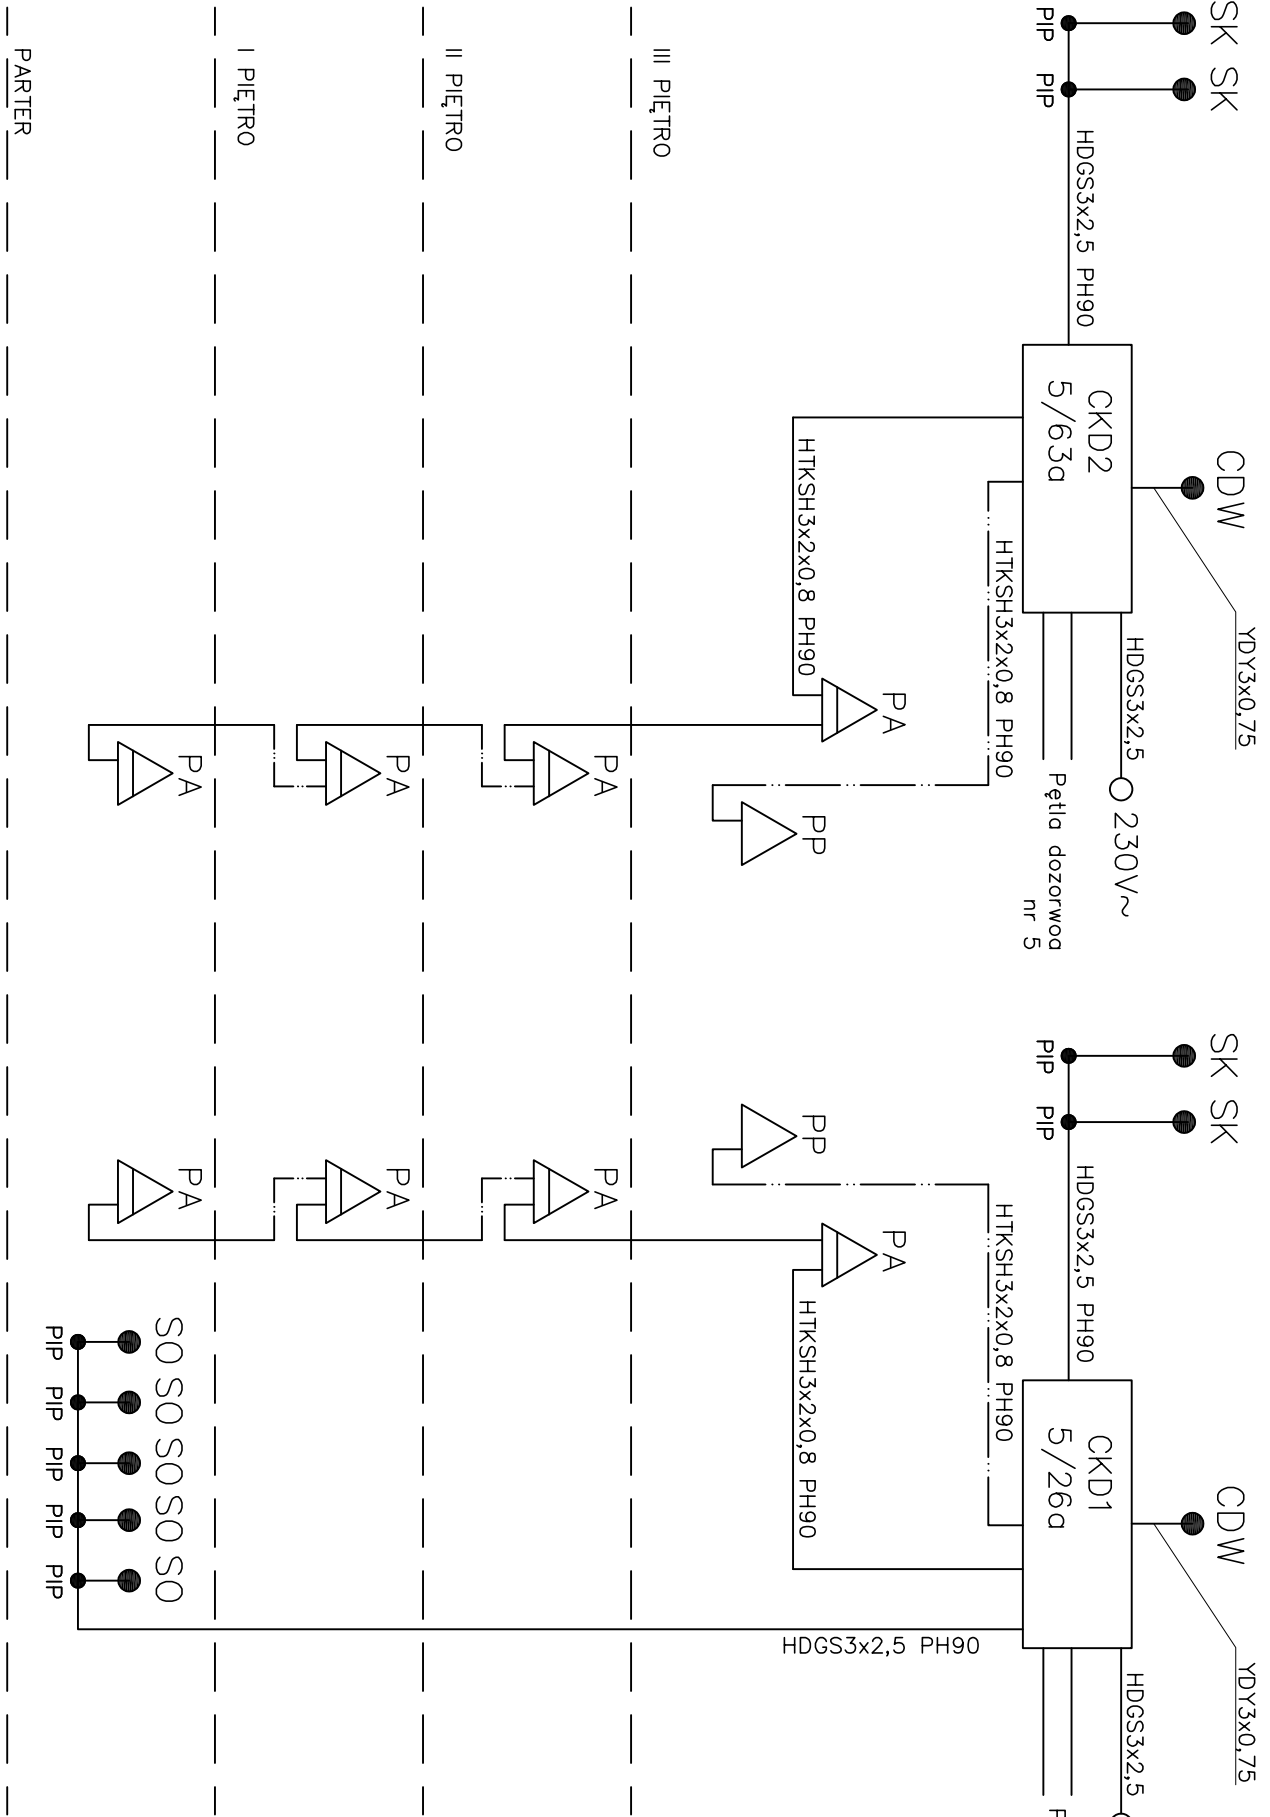 SK SK
PIP PIP
HDGS3x2,5 PH90
CKD2
5/63a
CDW
YDY3x0,75
HDGS3x2,5
230V~
Pętla dozorwoa
nr 5
HTKSH3x2x0,8 PH90
HTKSH3x2x0,8 PH90
PA
PP
SK SK
PIP PIP
HDGS3x2,5 PH90
CKD1
5/26a
CDW
YDY3x0,75
HDGS3x2,5
HTKSH3x2x0,8 PH90
HTKSH3x2x0,8 PH90
PP
PA
HDGS3x2,5 PH90
III PIĘTRO
PA PA
II PIĘTRO
PA PA
I PIĘTRO
PA PA
SO SO SO SO SO
PIP PIP PIP PIP PIP
PARTER